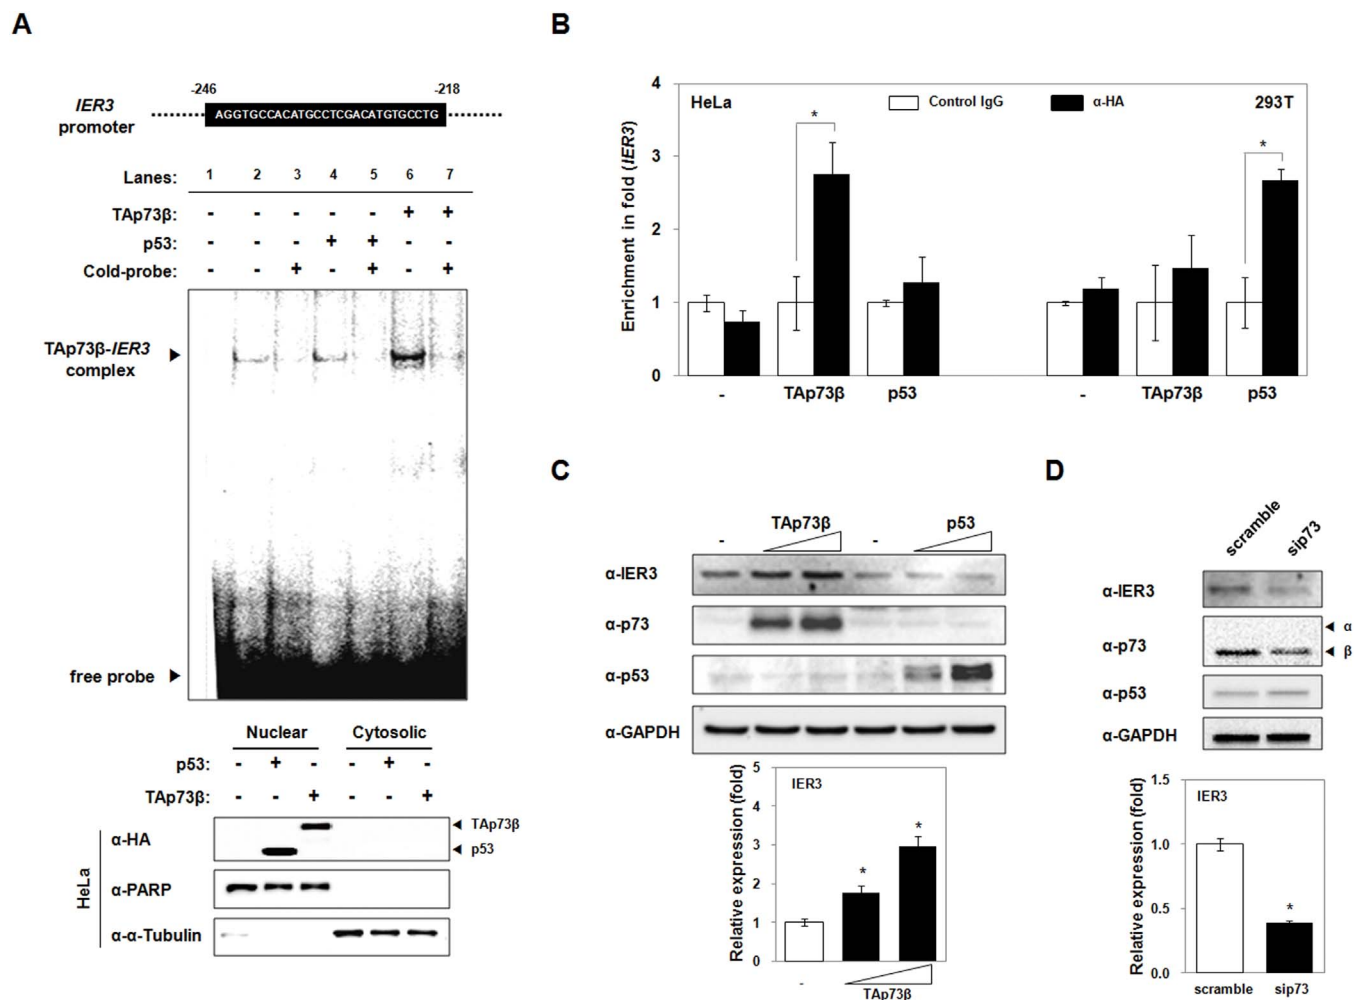 A
-246
-218
IER3
promoter
AGGTGCCACATGCCTCGACATGTGCCTG
Lanes: 1 2 3 4 5 6 7
TAp73β: - - - - - + +
p53: - - - + + - -
Cold-probe: - - + - + - +
TAp73β-IER3
complex
free probe
Nuclear Cytosolic
p53: - + - - + -
TAp73β: - - + - - +
HeLa
α-HA
TAp73β
p53
α-PARP
α-α-Tubulin
B
Enrichment in fold (IER3)
4
3
2
1
0
HeLa
Control IgG
α-HA
293T
*
*
- TAp73β p53 - TAp73β p53
C
- TAp73β - p53
α-IER3
α-p73
α-p53
α-GAPDH
Relative expression (fold)
5
4
3
2
1
0
IER3
*
*
-
TAp73β
D
scramble
sip73
α-IER3
α-p73
α
β
α-p53
α-GAPDH
Relative expression (fold)
1.5
1.0
0.5
0.0
IER3
*
scramble sip73